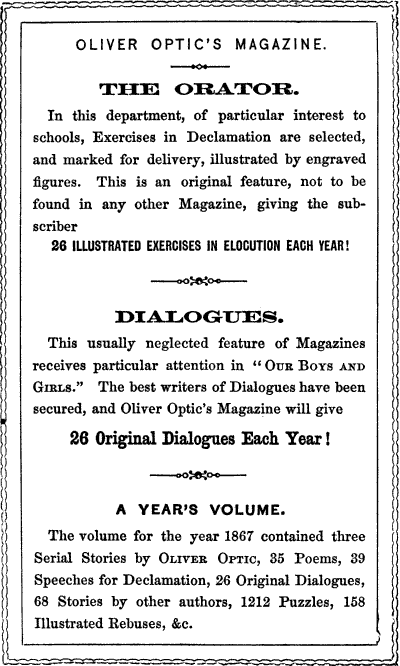 OLIVER OPTIC'S MAGAZINE.
THE ORATOR.
In this department, of particular interest to
schools, Exercises in Declamation are selected,
and marked for delivery, illustrated by engraved
figures. This is an original feature, not to be
found in any other Magazine, giving the sub-
scriber
26 ILLUSTRATED EXERCISES IN ELOCUTION EACH YEAR!
DIALOGUES.
This usually neglected feature of Magazines
receives particular attention in “OUR BOYS AND
GIRLS.” The best writers of Dialogues have been
secured, and Oliver Optic's Magazine will give
26 Original Dialogues Each Year!
A YEAR'S VOLUME.
The volume for the year 1867 contained three
Serial Stories by OLIVER OPTIC, 35 Poems, 39
Speeches for Declamation, 26 Original Dialogues,
68 Stories by other authors, 1212 Puzzles, 158
Illustrated Rebuses, &c.